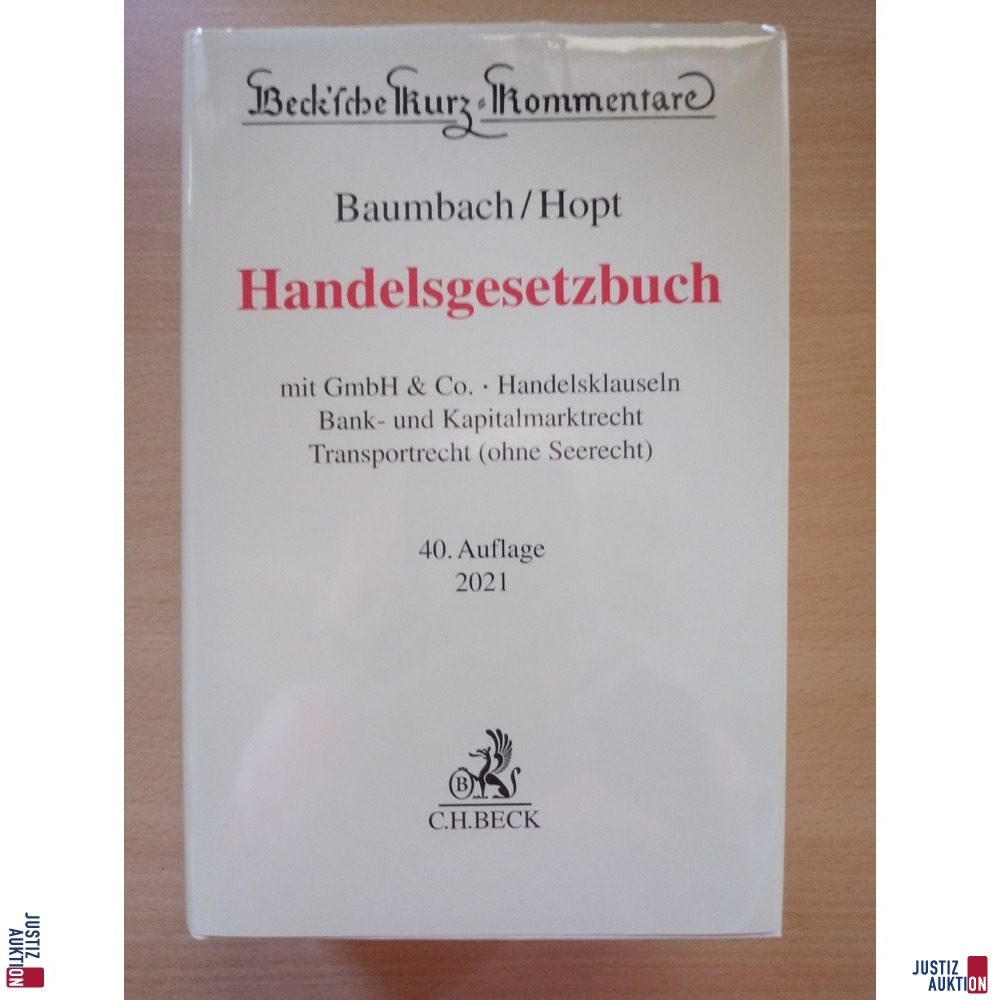 Beck'sche Kurz-Kommentare
Baumbach/Hopt
Handelsgesetzbuch
mit GmbH & Co. · Handelsklauseln
Bank- und Kapitalmarktrecht
Transportrecht (ohne Seerecht)
40. Auflage
2021
B
C.H.BECK
JUSTIZ
AUKTION
JUSTIZ
AUKTION